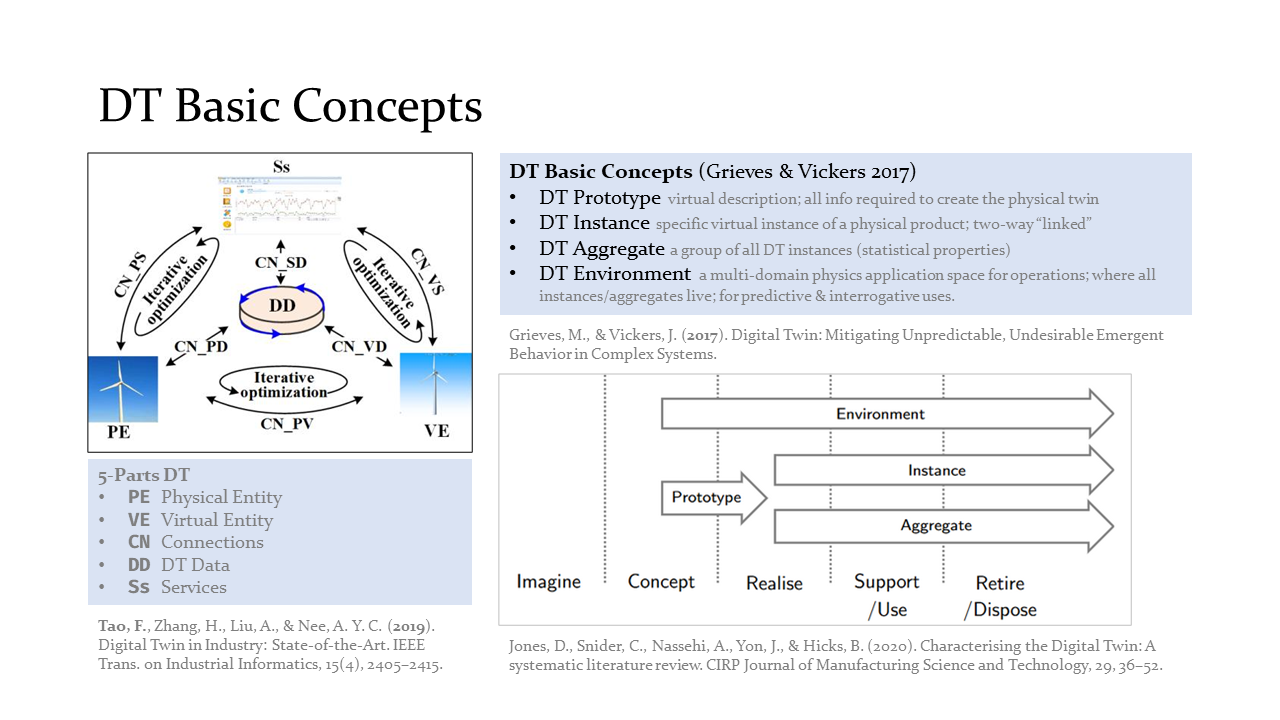 DT Basic Concepts
Ss
CN_PS
Iterative
optimization
CN_SD
Iterative
optimization
CN_VS
DD
CN_PD
CN_VD
Iterative
optimization
CN_PV
PE
VE
5-Parts DT
• PE Physical Entity
• VE Virtual Entity
• CN Connections
• DD DT Data
• Ss Services
Tao, F., Zhang, H., Liu, A., & Nee, A. Y. C. (2019).
Digital Twin in Industry: State-of-the-Art. IEEE
Trans. on Industrial Informatics, 15(4), 2405–2415.
DT Basic Concepts (Grieves & Vickers 2017)
• DT Prototype virtual description; all info required to create the physical twin
• DT Instance specific virtual instance of a physical product; two-way “linked”
• DT Aggregate a group of all DT instances (statistical properties)
• DT Environment a multi-domain physics application space for operations; where all
instances/aggregates live; for predictive & interrogative uses.
Grieves, M., & Vickers, J. (2017). Digital Twin: Mitigating Unpredictable, Undesirable Emergent
Behavior in Complex Systems.
Environment
Instance
Prototype
Aggregate
Imagine
Concept
Realise
Support
/Use
Retire
/Dispose
Jones, D., Snider, C., Nassehi, A., Yon, J., & Hicks, B. (2020). Characterising the Digital Twin: A
systematic literature review. CIRP Journal of Manufacturing Science and Technology, 29, 36–52.